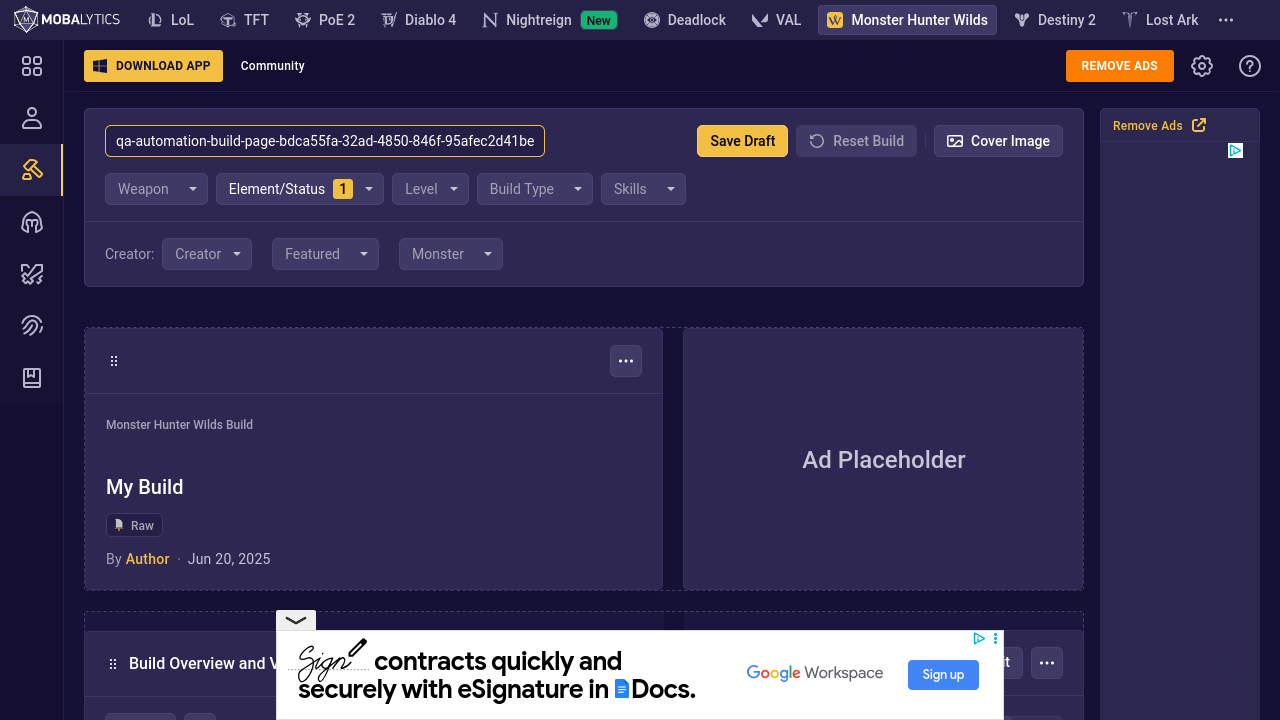 MOBALYTICS
LoL
TFT
PoE 2
Diablo 4
Nightreign
New
Deadlock
VAL
Monster Hunter Wilds
Destiny 2
Lost Ark
DOWNLOAD APP
Community
REMOVE ADS
qa-automation-build-page-bdca55fa-32ad-4850-846f-95afec2d41be
Save Draft
Reset Build
Cover Image
Remove Ads
Weapon
Element/Status 1
Level
Build Type
Skills
Creator:
Creator
Featured
Monster
Monster Hunter Wilds Build
My Build
Raw
By Author · Jun 20, 2025
Ad Placeholder
Build Overview and V
Sign contracts quickly and
securely with eSignature in Docs.
Google Workspace
Sign up